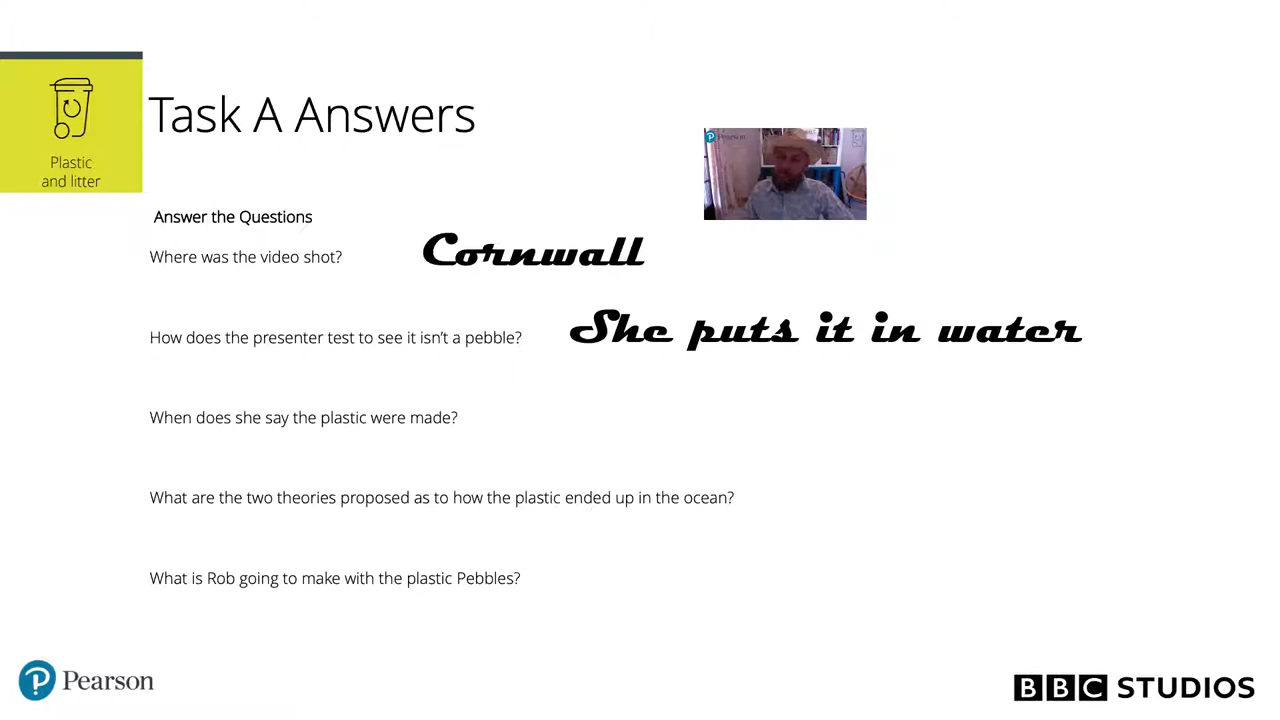 Task A Answers
Plastic
and litter
Pearson
Answer the Questions
Where was the video shot? Cornwall
How does the presenter test to see it isn't a pebble? She puts it in water
When does she say the plastic were made?
What are the two theories proposed as to how the plastic ended up in the ocean?
What is Rob going to make with the plastic Pebbles?
Pearson
BBC STUDIOS